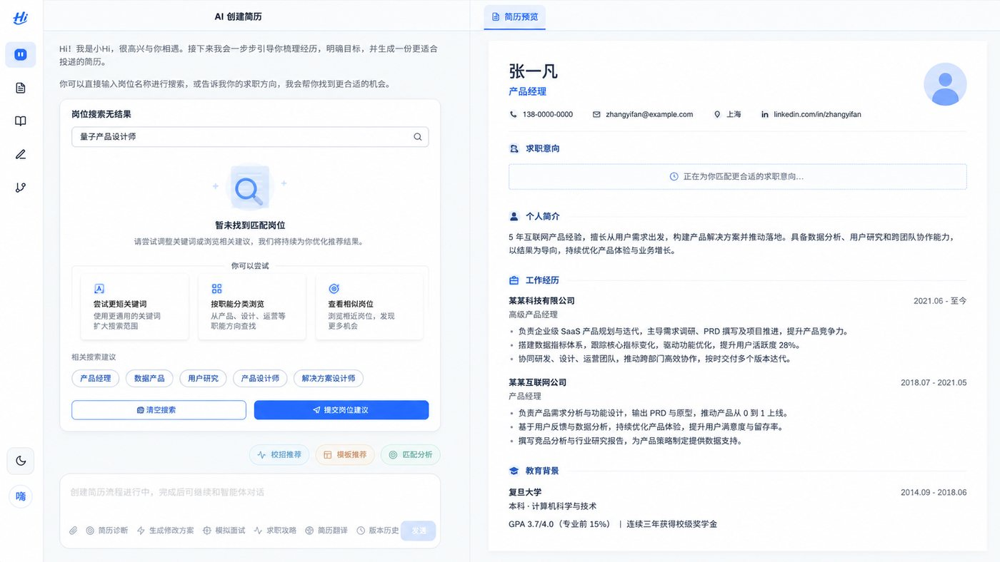 Hi
AI 创建简历
Hi！我是小Hi，很高兴与你相遇。接下来我会一步步引导你梳理经历，明确目标，并生成一份更适合
投递的简历。
你可以直接输入岗位名称进行搜索，或告诉我你的求职方向，我会帮你找到更合适的机会。
岗位搜索无结果
量子产品设计师
暂未找到匹配岗位
请尝试调整关键词或浏览相关建议，我们将持续为你优化推荐结果。
你可以尝试
A
尝试更短关键词
使用更通用的关键词
扩大搜索范围
按职能分类浏览
从产品、设计、运营等
职能方向查找
查看相似岗位
浏览相近岗位，发现
更多机会
相关搜索建议
产品经理 数据产品 用户研究 产品设计师 解决方案设计师
清空搜索 提交岗位建议
校招推荐 模板推荐 匹配分析
创建简历流程进行中，完成后可继续和智能体对话
简历诊断 生成修改方案 模拟面试 求职攻略 简历翻译 版本历史 发送
嗨
简历预览
张一凡
产品经理
138-0000-0000 zhangyifan@example.com 上海 in linkedin.com/in/zhangyifan
求职意向
正在为你匹配更合适的求职意向...
个人简介
5 年互联网产品经验，擅长从用户需求出发，构建产品解决方案并推动落地。具备数据分析、用户研究和跨团队协作能力，
以结果为导向，持续优化产品体验与业务增长。
工作经历
某某科技有限公司 2021.06 - 至今
高级产品经理
• 负责企业级 SaaS 产品规划与迭代，主导需求调研、PRD 撰写及项目推进，提升产品竞争力。
• 搭建数据指标体系，跟踪核心指标变化，驱动功能优化，提升用户活跃度 28%。
• 协同研发、设计、运营团队，推动跨部门高效协作，按时交付多个版本达代。
某某互联网公司 2018.07 - 2021.05
产品经理
• 负责产品需求分析与功能设计，输出 PRD 与原型，推动产品从 0 到 1 上线。
• 基于用户反馈与数据分析，持续优化产品体验，提升用户满意度与留存率。
• 撰写竞品分析与行业研究报告，为产品策略制定提供数据支持。
教育背景
复旦大学 2014.09 - 2018.06
本科 · 计算机科学与技术
GPA 3.7/4.0（专业前 15%） | 连续三年获得校级奖学金